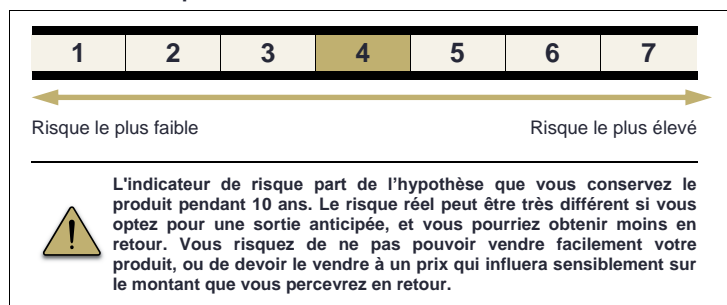 1 2 3 4 5 6 7
Risque le plus faible Risque le plus élevé
L'indicateur de risque part de l’hypothèse que vous conservez le
produit pendant 10 ans. Le risque réel peut être très différent si vous
optez pour une sortie anticipée, et vous pourriez obtenir moins en
retour. Vous risquez de ne pas pouvoir vendre facilement votre
produit, ou de devoir le vendre à un prix qui influera sensiblement sur
le montant que vous percevrez en retour.